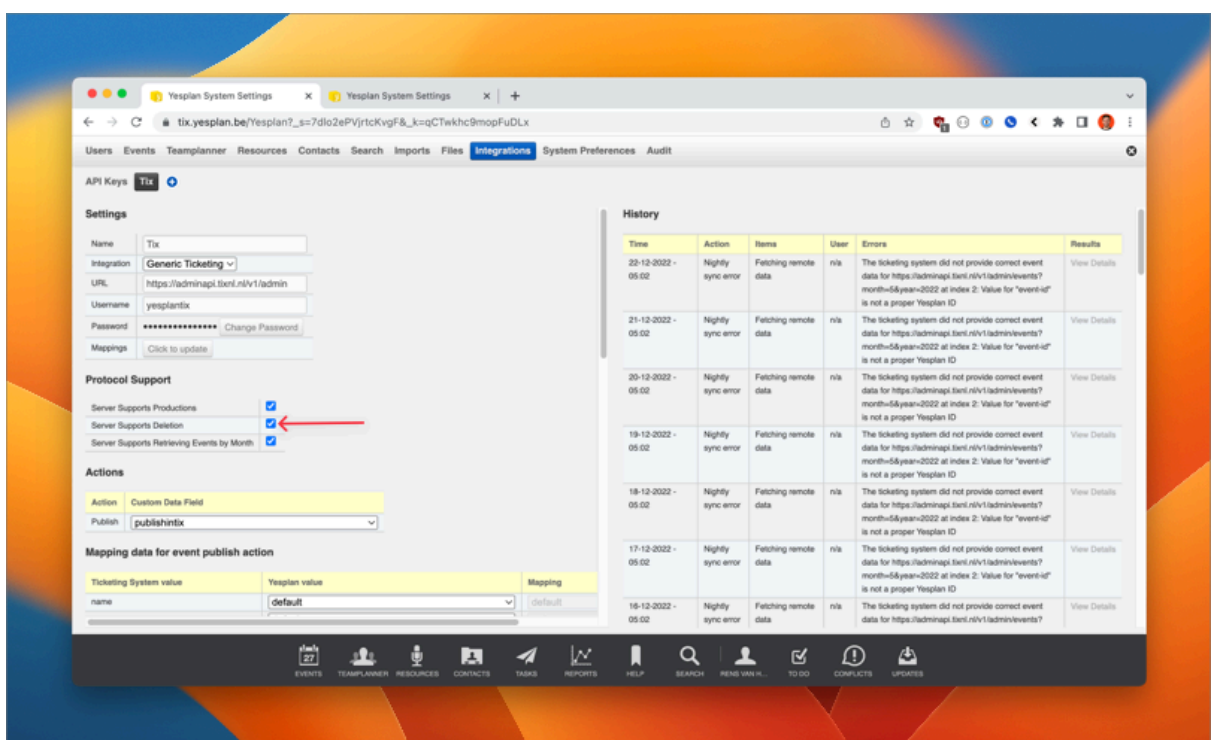 Yesplan System Settings
Yesplan System Settings
tix.yesplan.be/Yesplan?_s=7dIo2ePVjrtcKvgF&_k=qCTwkhc9mopFuDLx
Users Events Teamplanner Resources Contacts Search Imports Files Integrations System Preferences Audit
API Keys Tix
Settings
Name Tix
Integration Generic Ticketing
URL https://adminapi.tixnl.nl/v1/admin
Username yesplantix
Password ••••••••••••••• Change Password
Mappings Click to update
Protocol Support
Server Supports Productions
Server Supports Deletion
Server Supports Retrieving Events by Month
Actions
Action Custom Data Field
Publish publishintix
Mapping data for event publish action
Ticketing System value Yesplan value Mapping
name default default
History
Time Action Items User Errors Results
22-12-2022 - Nightly Fetching remote n/a The ticketing system did not provide correct event View Details
05:02 sync error data data for https://adminapi.tixnl.nl/v1/admin/events?
month=5&year=2022 at index 2: Value for "event-id"
is not a proper Yesplan ID
21-12-2022 - Nightly Fetching remote n/a The ticketing system did not provide correct event View Details
05:02 sync error data data for https://adminapi.tixnl.nl/v1/admin/events?
month=5&year=2022 at index 2: Value for "event-id"
is not a proper Yesplan ID
20-12-2022 - Nightly Fetching remote n/a The ticketing system did not provide correct event View Details
05:02 sync error data data for https://adminapi.tixnl.nl/v1/admin/events?
month=5&year=2022 at index 2: Value for "event-id"
is not a proper Yesplan ID
19-12-2022 - Nightly Fetching remote n/a The ticketing system did not provide correct event View Details
05:02 sync error data data for https://adminapi.tixnl.nl/v1/admin/events?
month=5&year=2022 at index 2: Value for "event-id"
is not a proper Yesplan ID
18-12-2022 - Nightly Fetching remote n/a The ticketing system did not provide correct event View Details
05:02 sync error data data for https://adminapi.tixnl.nl/v1/admin/events?
month=5&year=2022 at index 2: Value for "event-id"
is not a proper Yesplan ID
17-12-2022 - Nightly Fetching remote n/a The ticketing system did not provide correct event View Details
05:02 sync error data data for https://adminapi.tixnl.nl/v1/admin/events?
month=5&year=2022 at index 2: Value for "event-id"
is not a proper Yesplan ID
16-12-2022 - Nightly Fetching remote n/a The ticketing system did not provide correct event View Details
05:02 sync error data data for https://adminapi.tixnl.nl/v1/admin/events?
27
EVENTS TEAMPLANNER RESOURCES CONTACTS TASKS REPORTS HELP SEARCH RENS VAN H... TO DO CONFLICTS UPDATES